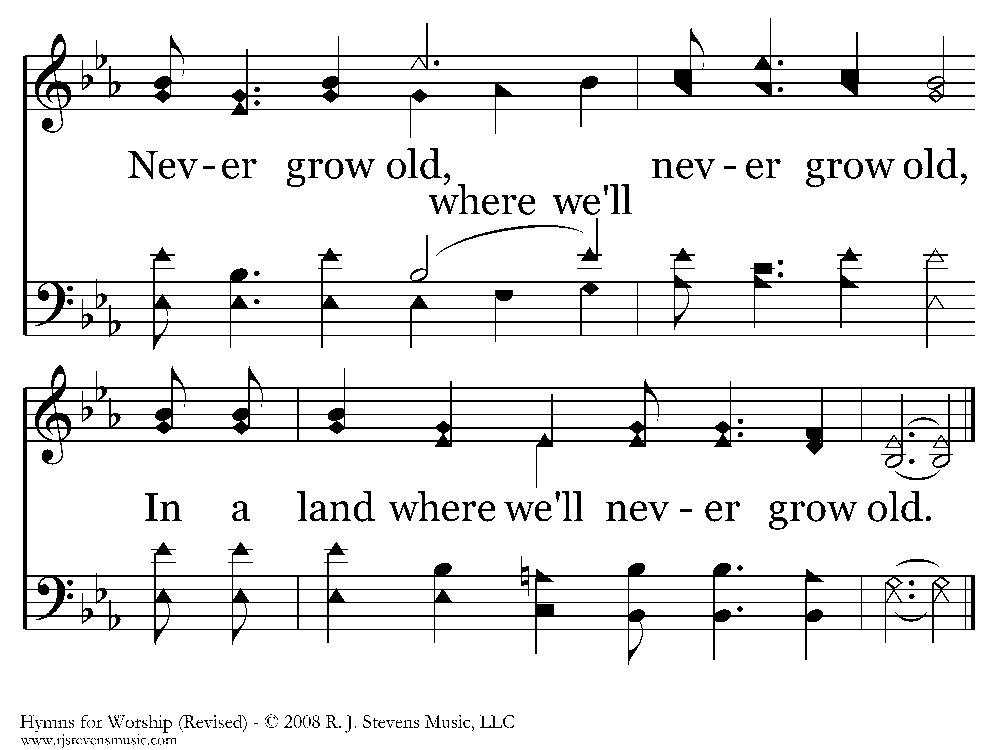 Nev - er grow old, nev - er grow old,
where we'll
In a land where we'll nev - er grow old.
Hymns for Worship (Revised) - © 2008 R. J. Stevens Music, LLC
www.rjstevensmusic.com